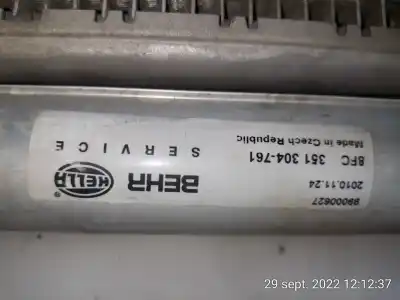 99000627
2010.11.24
8FC 351 304-761
Made in Czech Republic
BEHR
HELLA
SERVICE
29 sept. 2022 12:12:37